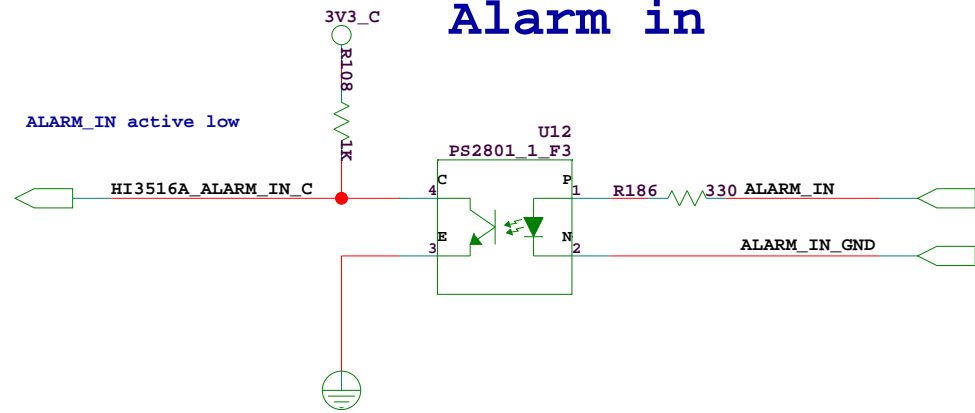 Alarm in
3V3_C
R108
1K
ALARM_IN active low
U12
PS2801_1_F3
HI3516A_ALARM_IN_C
4
C
P
1
R186
330
ALARM_IN
E
3
N
2
ALARM_IN_GND